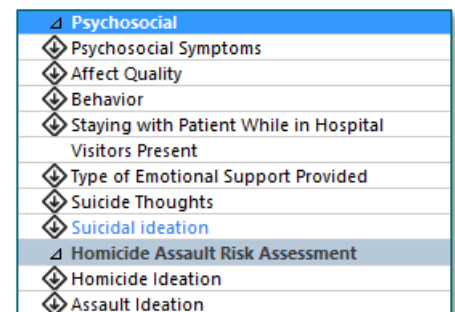 Psychosocial
Psychosocial Symptoms
Affect Quality
Behavior
Staying with Patient While in Hospital
Visitors Present
Type of Emotional Support Provided
Suicide Thoughts
Suicidal ideation
Homicide Assault Risk Assessment
Homicide Ideation
Assault Ideation